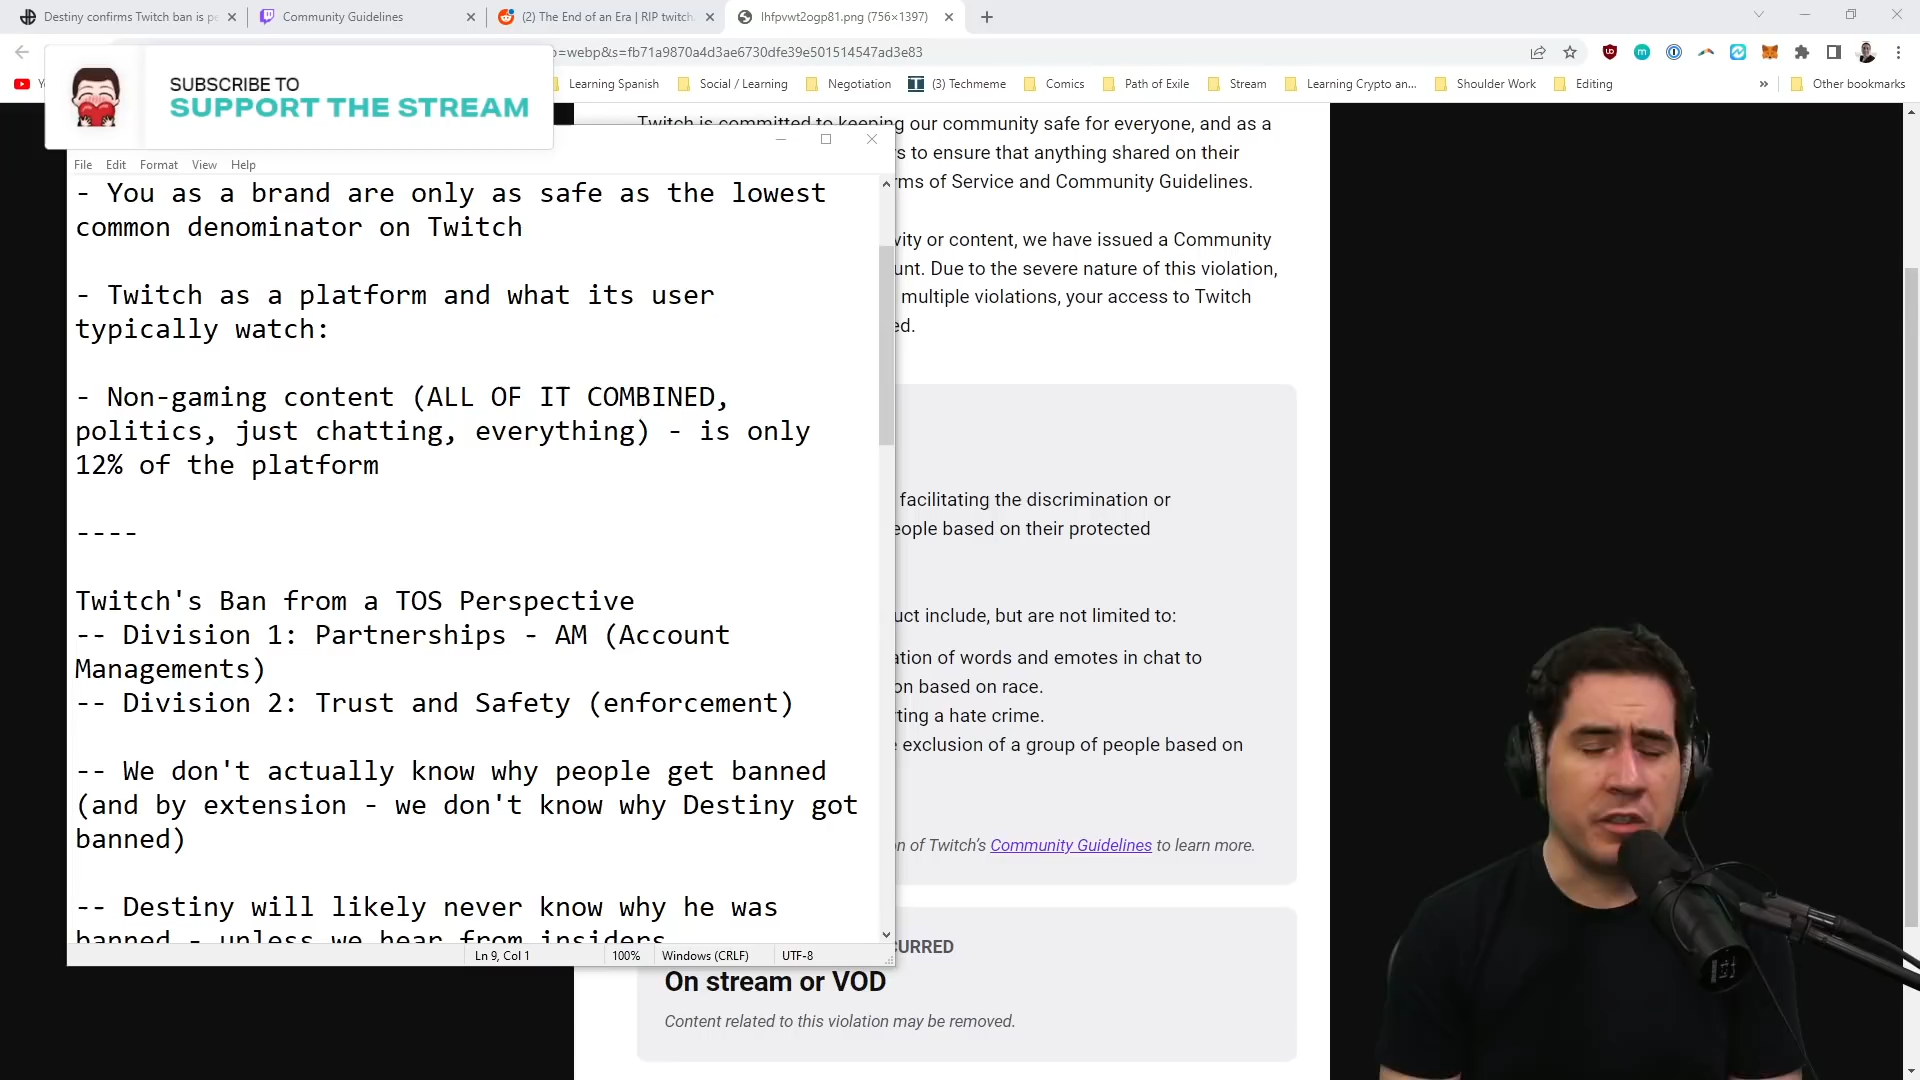 Destiny confirms Twitch ban is pe
Community Guidelines
(2) The End of an Era | RIP twitch.
lhfpvwt2ogp81.png (756×1397)
o=webp&s=fb71a9870a4d3ae6730dfe39e501514547ad3e83
Learning Spanish
Social / Learning
Negotiation
(3) Techmeme
Comics
Path of Exile
Stream
Learning Crypto an...
Shoulder Work
Editing
»
Other bookmarks
SUBSCRIBE TO
SUPPORT THE STREAM
File Edit Format View Help
- You as a brand are only as safe as the lowest
common denominator on Twitch
- Twitch as a platform and what its user
typically watch:
- Non-gaming content (ALL OF IT COMBINED,
politics, just chatting, everything) - is only
12% of the platform
----
Twitch's Ban from a TOS Perspective
-- Division 1: Partnerships - AM (Account
Managements)
-- Division 2: Trust and Safety (enforcement)
-- We don't actually know why people get banned
(and by extension - we don't know why Destiny got
banned)
-- Destiny will likely never know why he was
banned - unless we hear from insiders
Ln 9, Col 1
100%
Windows (CRLF)
UTF-8
Twitch is committed to keeping our community safe for everyone, and as a
rs to ensure that anything shared on their
rms of Service and Community Guidelines.
vity or content, we have issued a Community
unt. Due to the severe nature of this violation,
multiple violations, your access to Twitch
ed.
facilitating the discrimination or
eople based on their protected
uct include, but are not limited to:
ation of words and emotes in chat to
on based on race.
rting a hate crime.
exclusion of a group of people based on
on of Twitch's Community Guidelines to learn more.
CURRED
On stream or VOD
Content related to this violation may be removed.